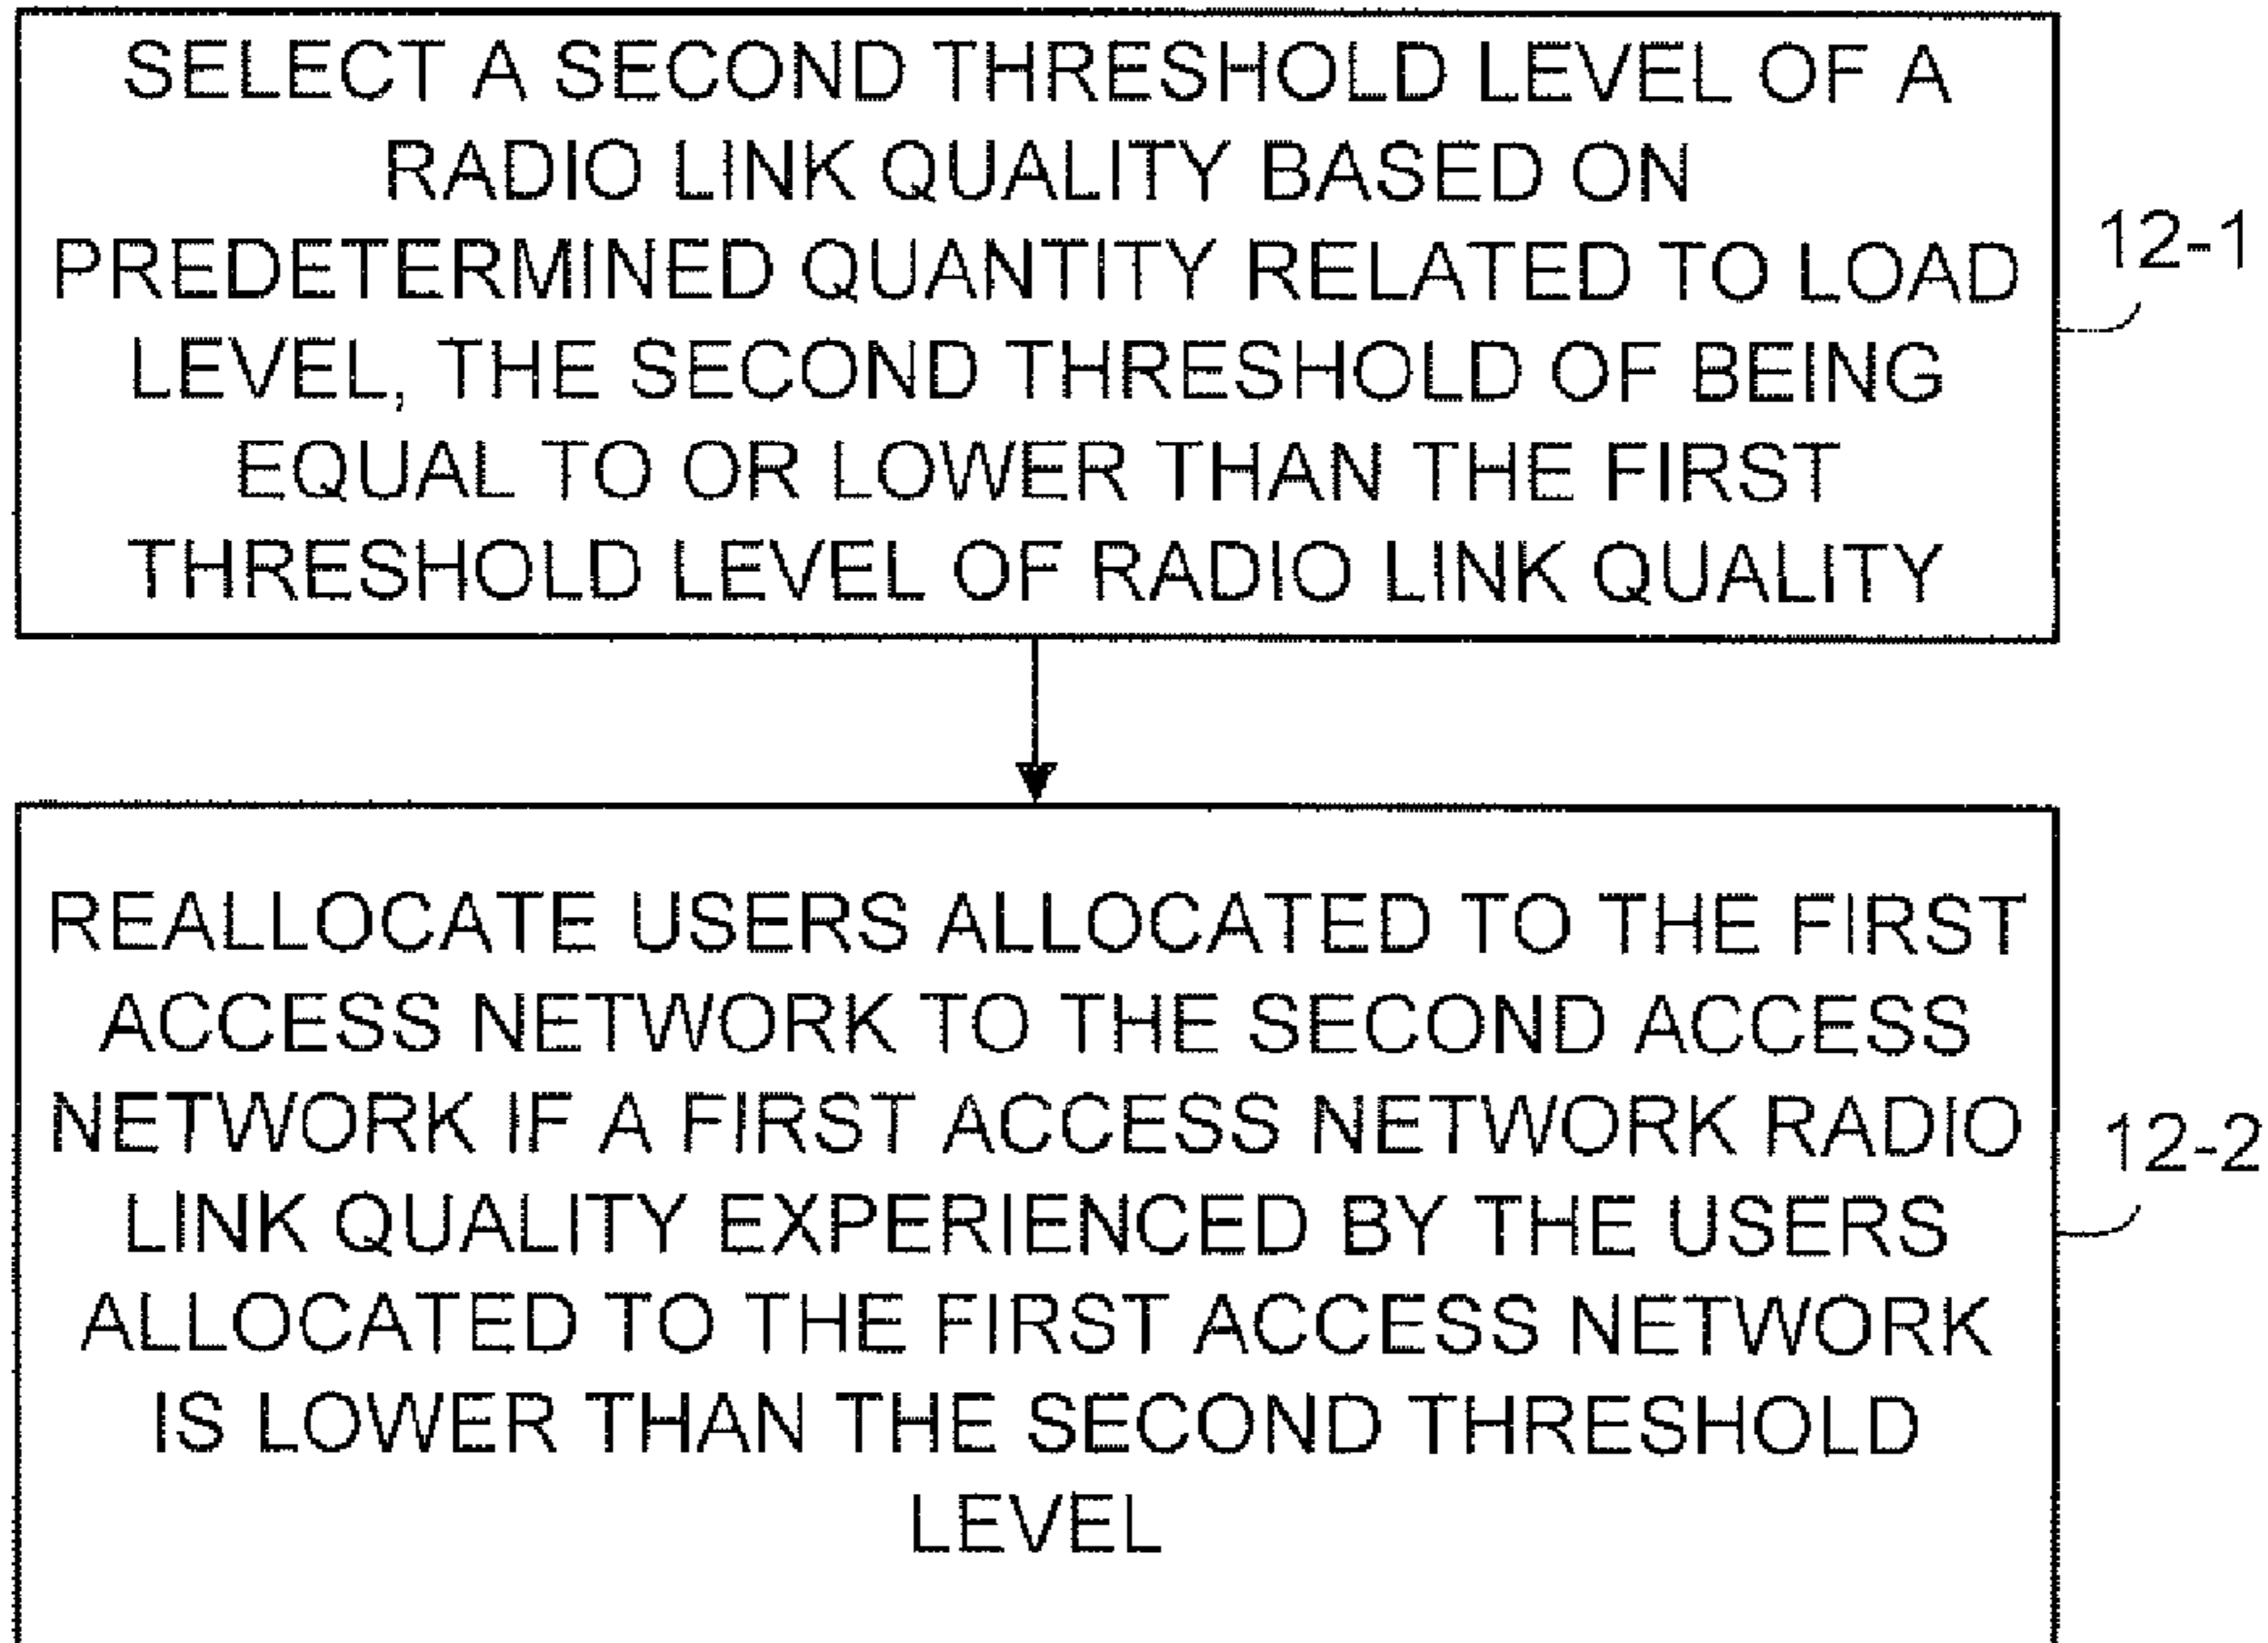 SELECT A SECOND THRESHOLD LEVEL OF A
RADIO LINK QUALITY BASED ON
PREDETERMINED QUANTITY RELATED TO LOAD
LEVEL, THE SECOND THRESHOLD OF BEING
EQUAL TO OR LOWER THAN THE FIRST
THRESHOLD LEVEL OF RADIO LINK QUALITY
12-1
REALLOCATE USERS ALLOCATED TO THE FIRST
ACCESS NETWORK TO THE SECOND ACCESS
NETWORK IF A FIRST ACCESS NETWORK RADIO
LINK QUALITY EXPERIENCED BY THE USERS
ALLOCATED TO THE FIRST ACCESS NETWORK
IS LOWER THAN THE SECOND THRESHOLD
LEVEL
12-2